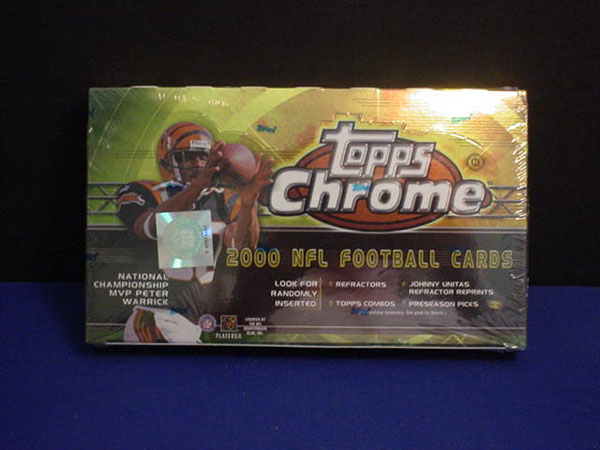 Topps
Chrome
2000 NFL FOOTBALL CARDS
NATIONAL
CHAMPIONSHIP
MVP PETER
WARRICK
LOOK FOR
RANDOMLY
INSERTED
REFRACTORS
TOPPS COMBOS
JOHNNY UNITAS
REFRACTOR REPRINTS
PRESEASON PICKS
PLAYERS